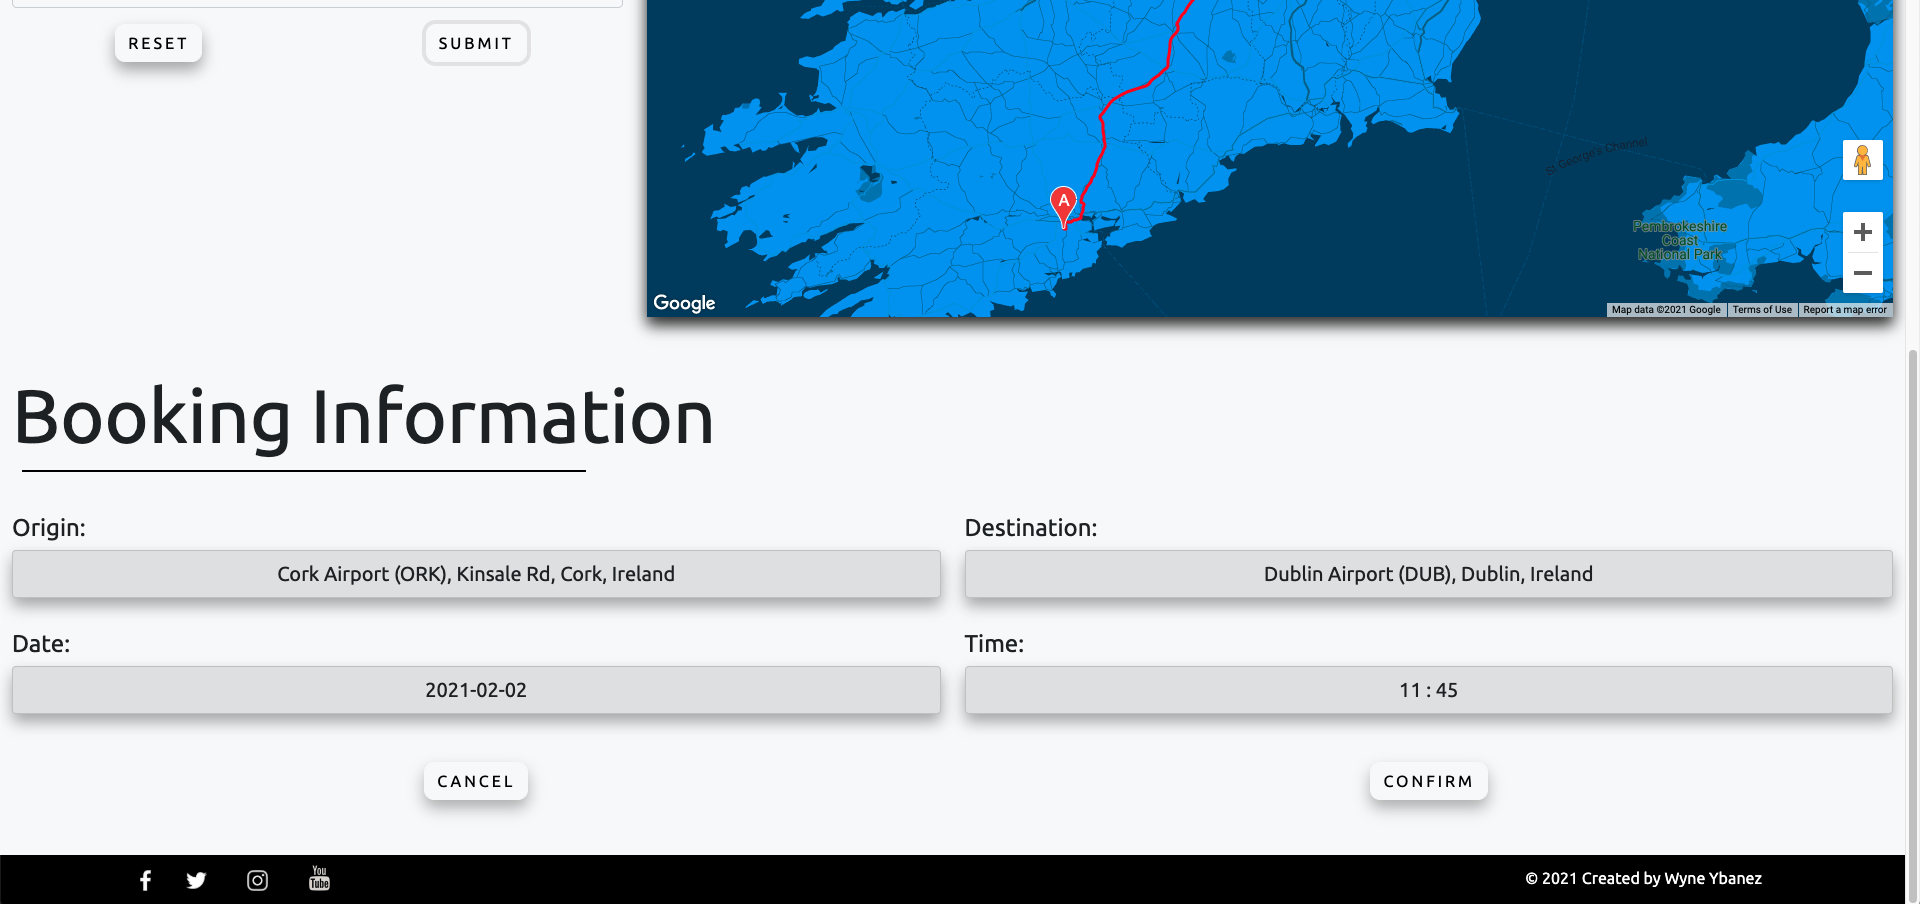 RESET
SUBMIT
A
St George's Channel
Pembrokeshire
Coast
National Park
Google
Map data ©2021 Google
Terms of Use
Report a map error
Booking Information
Origin:
Destination:
Cork Airport (ORK), Kinsale Rd, Cork, Ireland
Dublin Airport (DUB), Dublin, Ireland
Date:
Time:
2021-02-02
11 : 45
CANCEL
CONFIRM
You
Tube
© 2021 Created by Wyne Ybanez